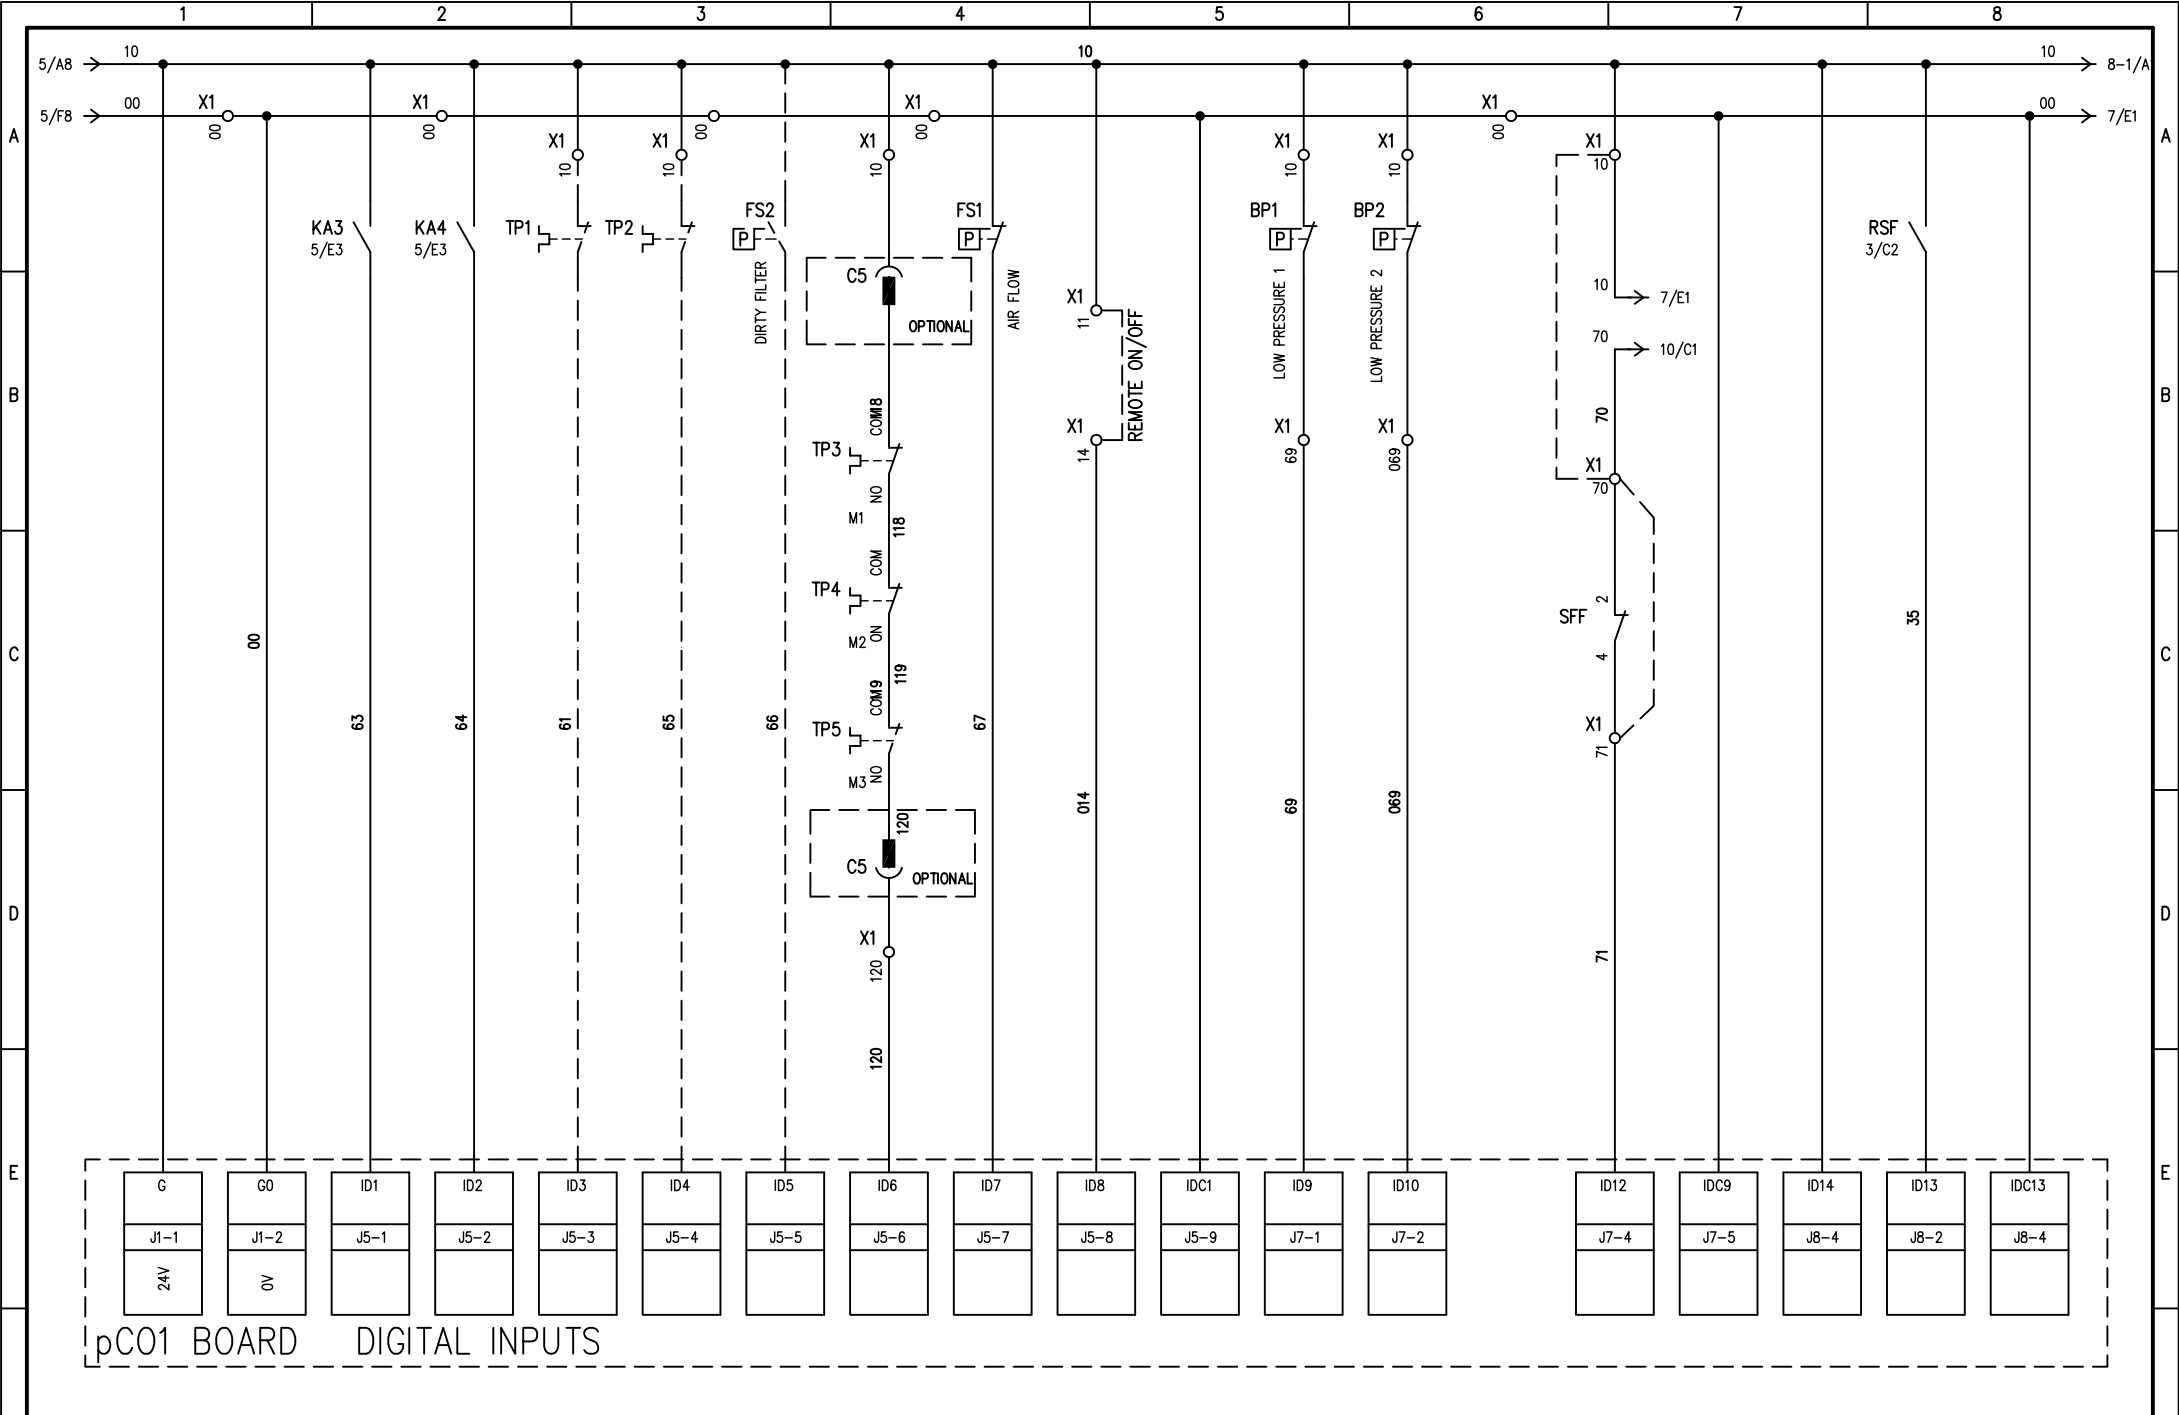 1 2 3 4 5 6 7 8
5/A8 10 10 10 8-1/A
5/F8 00 X1 X1 X1 X1 00 7/E1
00 00 00 00 00
A A
X1 X1 X1 X1 X1 X1
10 10 10 10 10 10
KA3 KA4 TP1 TP2 FS2 FS1 BP1 BP2 RSF
5/E3 5/E3 P P P P 3/C2
DIRTY FILTER
C5
OPTIONAL
AIR FLOW
X1
11
REMOTE ON/OFF
X1
14
LOW PRESSURE 1
LOW PRESSURE 2
10 7/E1
70 10/C1
B B
X1 X1
69 069
70
X1
70
COM18
TP3
NO
M1
118
COM
TP4
NO
M2
119
COM19
TP5
NO
M3
2
SFF
4
X1
71
C C
00 35
63 64 61 65 66 67
014 69 069
120
C5
OPTIONAL
D D
X1
120
71
120
E E
G G0 ID1 ID2 ID3 ID4 ID5 ID6 ID7 ID8 IDC1 ID9 ID10 ID12 IDC9 ID14 ID13 IDC13
J1-1 J1-2 J5-1 J5-2 J5-3 J5-4 J5-5 J5-6 J5-7 J5-8 J5-9 J7-1 J7-2 J7-4 J7-5 J8-4 J8-2 J8-4
24V 0V
pCO1 BOARD DIGITAL INPUTS